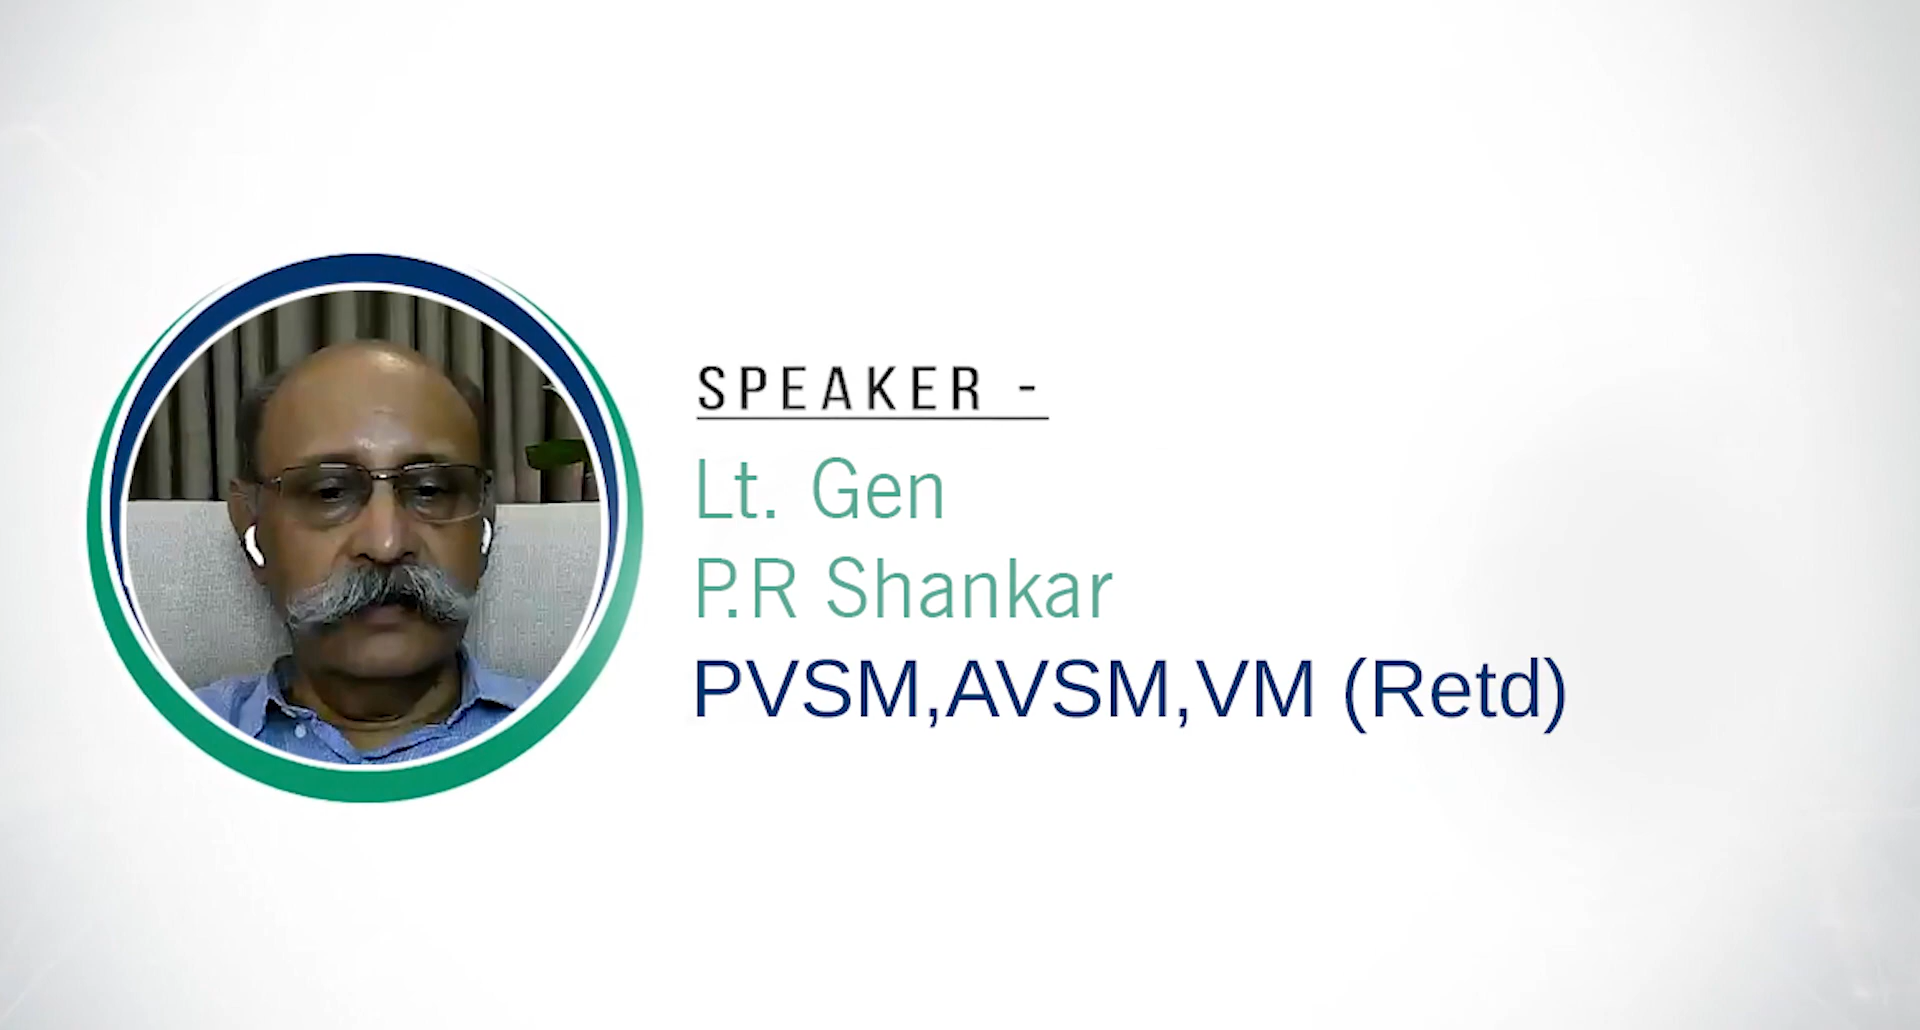 SPEAKER -
Lt. Gen
P.R Shankar
PVSM,AVSM,VM (Retd)